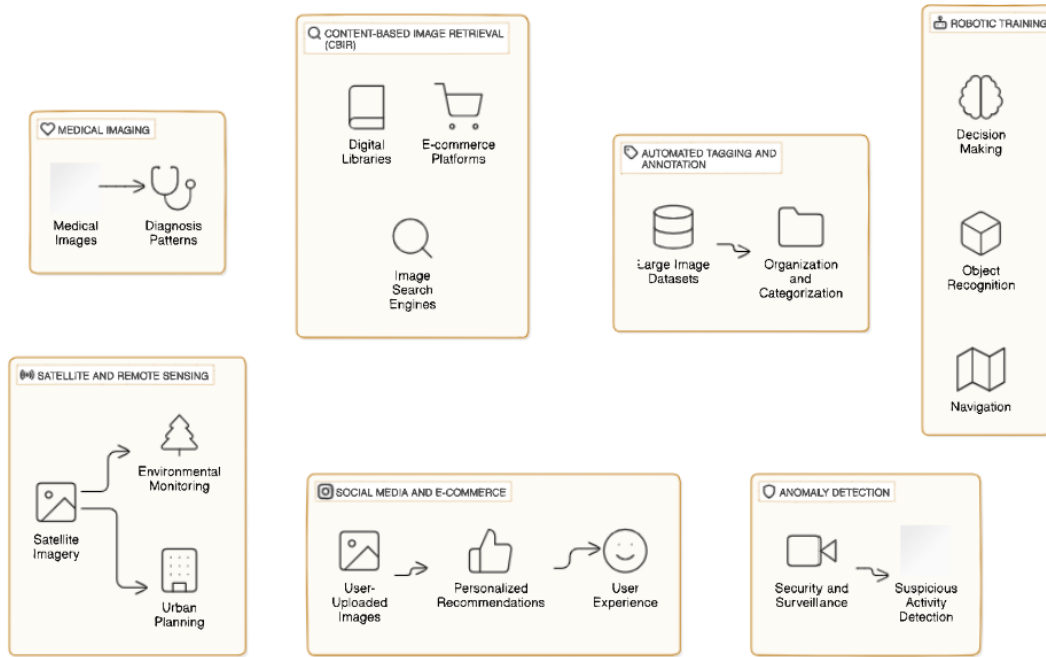 CONTENT-BASED IMAGE RETRIEVAL
(CBIR)
Digital
Libraries
E-commerce
Platforms
Image
Search
Engines
ROBOTIC TRAINING
Decision
Making
Object
Recognition
Navigation
MEDICAL IMAGING
Medical
Images
Diagnosis
Patterns
AUTOMATED TAGGING AND
ANNOTATION
Large Image
Datasets
Organization
and
Categorization
SATELLITE AND REMOTE SENSING
Satellite
Imagery
Environmental
Monitoring
Urban
Planning
SOCIAL MEDIA AND E-COMMERCE
User-
Uploaded
Images
Personalized
Recommendations
User
Experience
ANOMALY DETECTION
Security and
Surveillance
Suspicious
Activity
Detection